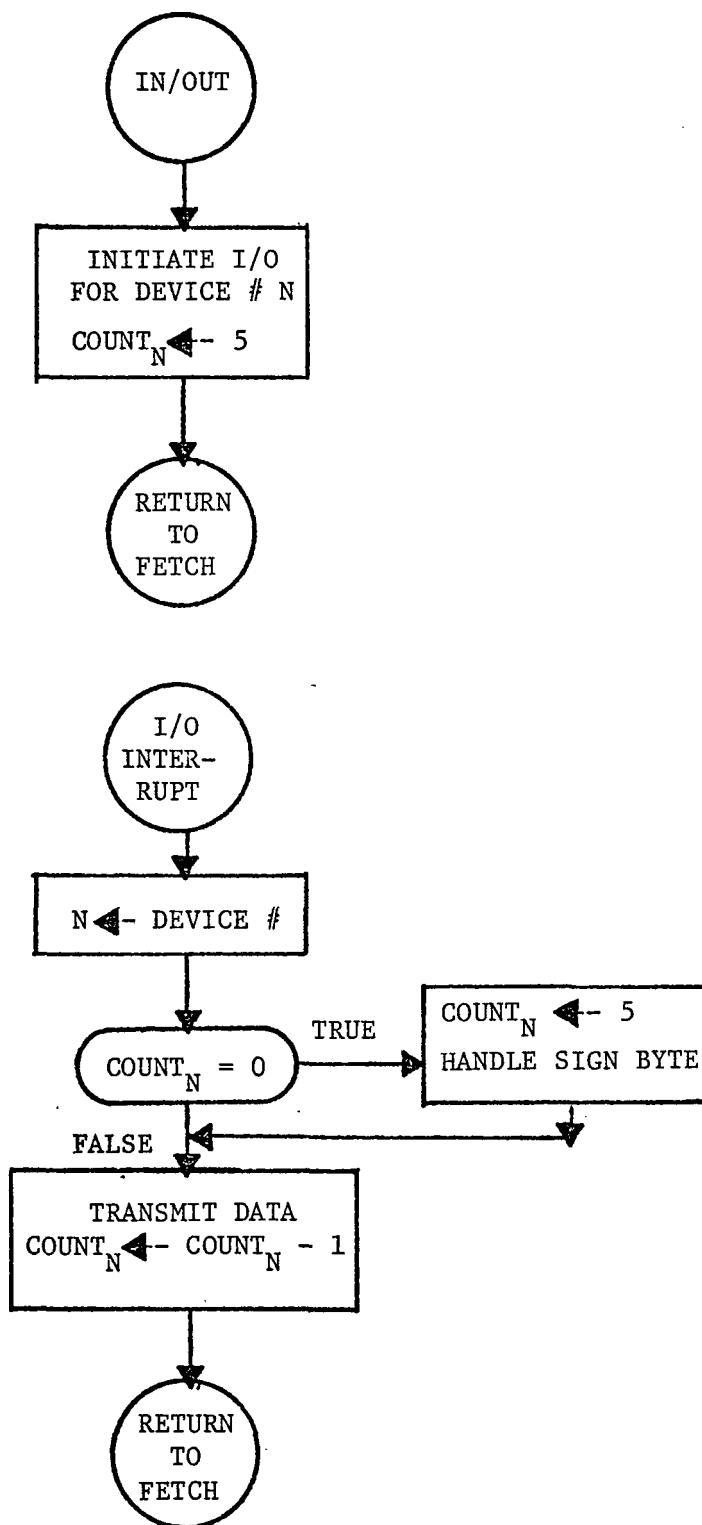 IN/OUT
INITIATE I/O
FOR DEVICE # N
COUNT_N ← 5
RETURN
TO
FETCH
I/O
INTER-
RUPT
N ← DEVICE #
COUNT_N = 0
TRUE
COUNT_N ← 5
HANDLE SIGN BYTE
FALSE
TRANSMIT DATA
COUNT_N ← COUNT_N - 1
RETURN
TO
FETCH